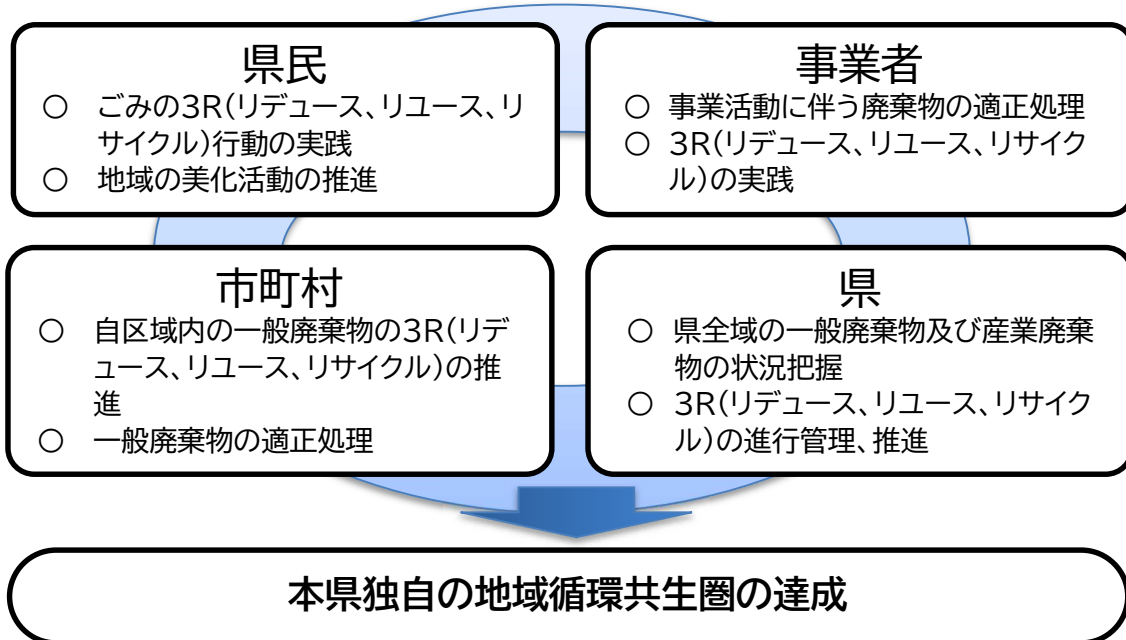 県民
○ ごみの3R(リデュース、リユース、リ
サイクル)行動の実践
○ 地域の美化活動の推進
事業者
○ 事業活動に伴う廃棄物の適正処理
○ 3R(リデュース、リユース、リサイク
ル)の実践
市町村
○ 自区域内の一般廃棄物の3R(リデ
ュース、リユース、リサイクル)の推
進
○ 一般廃棄物の適正処理
県
○ 県全域の一般廃棄物及び産業廃棄
物の状況把握
○ 3R(リデュース、リユース、リサイク
ル)の進行管理、推進
本県独自の地域循環共生圏の達成